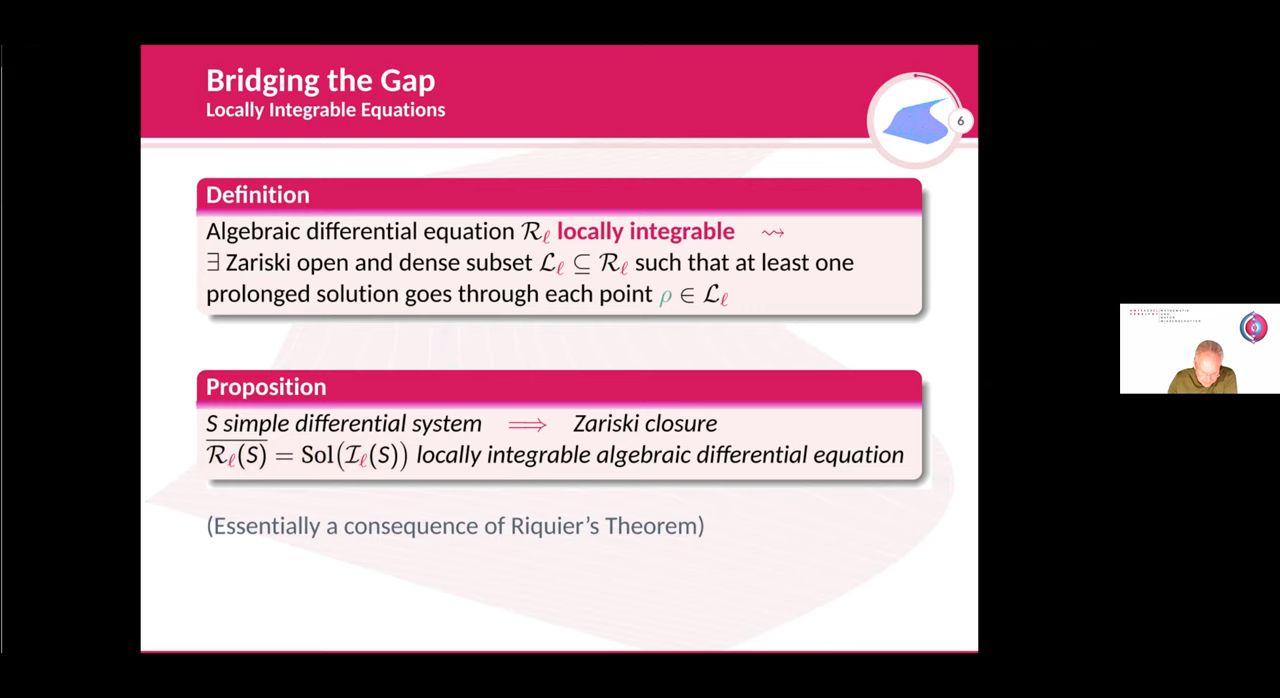 Bridging the Gap
Locally Integrable Equations
6
Definition
Algebraic differential equation ℛ_ℓ locally integrable ⇝
∃ Zariski open and dense subset ℒ_ℓ ⊆ ℛ_ℓ such that at least one
prolonged solution goes through each point ρ ∈ ℒ_ℓ
Proposition
S simple differential system ⟹ Zariski closure
\overline{ℛ_ℓ(S)} = Sol(ℐ_ℓ(S)) locally integrable algebraic differential equation
(Essentially a consequence of Riquier’s Theorem)